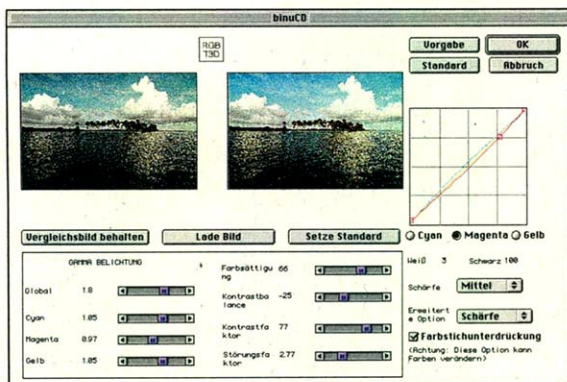 binuCD
RGB
T3D
Vorgabe
OK
Standard
Abbruch
Vergleichsbild behalten
Lade Bild
Setze Standard
Cyan
Magenta
Gelb
GAMMA BELICHTUNG
Global 1.8
Cyan 1.05
Magenta 0.97
Gelb 1.05
Farbsättigu
ng
66
Kontrastba
lance
-25
Kontrastfa
ktor
77
Störungsfa
ktor
2.77
Weiß 3 Schwarz 100
Schärfe Mittel
Erweitert
e Option
Schärfe
Farbstichunterdrückung
(Achtung: Diese Option kann
Farben verändern)